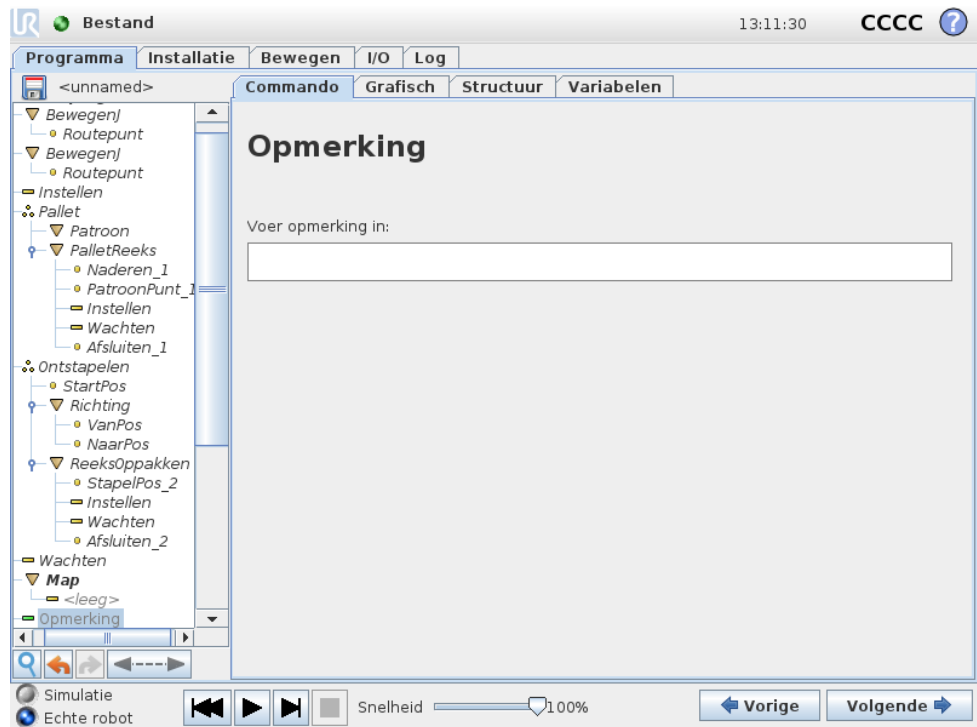 Bestand
13:11:30
CCCC
?
Programma
Installatie
Bewegen
I/O
Log
<unnamed>
Commando
Grafisch
Structuur
Variabelen
BewegenJ
Routepunt
BewegenJ
Routepunt
Instellen
Pallet
Patroon
PalletReeks
Naderen_1
PatroonPunt_1
Instellen
Wachten
Afsluiten_1
Ontstapelen
StartPos
Richting
VanPos
NaarPos
ReeksOppakken
StapelPos_2
Instellen
Wachten
Afsluiten_2
Wachten
Map
<leeg>
Opmerking
Opmerking
Voer opmerking in:
Simulatie
Echte robot
Snelheid
100%
Vorige
Volgende